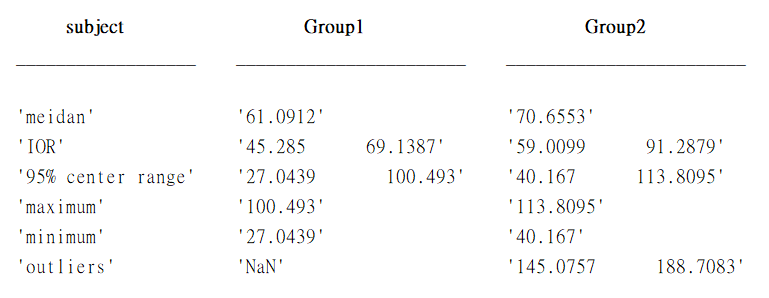 subject Group1 Group2
'meidan' '61.0912' '70.6553'
'IOR' '45.285 69.1387' '59.0099 91.2879'
'95% center range' '27.0439 100.493' '40.167 113.8095'
'maximum' '100.493' '113.8095'
'minimum' '27.0439' '40.167'
'outliers' 'NaN' '145.0757 188.7083'